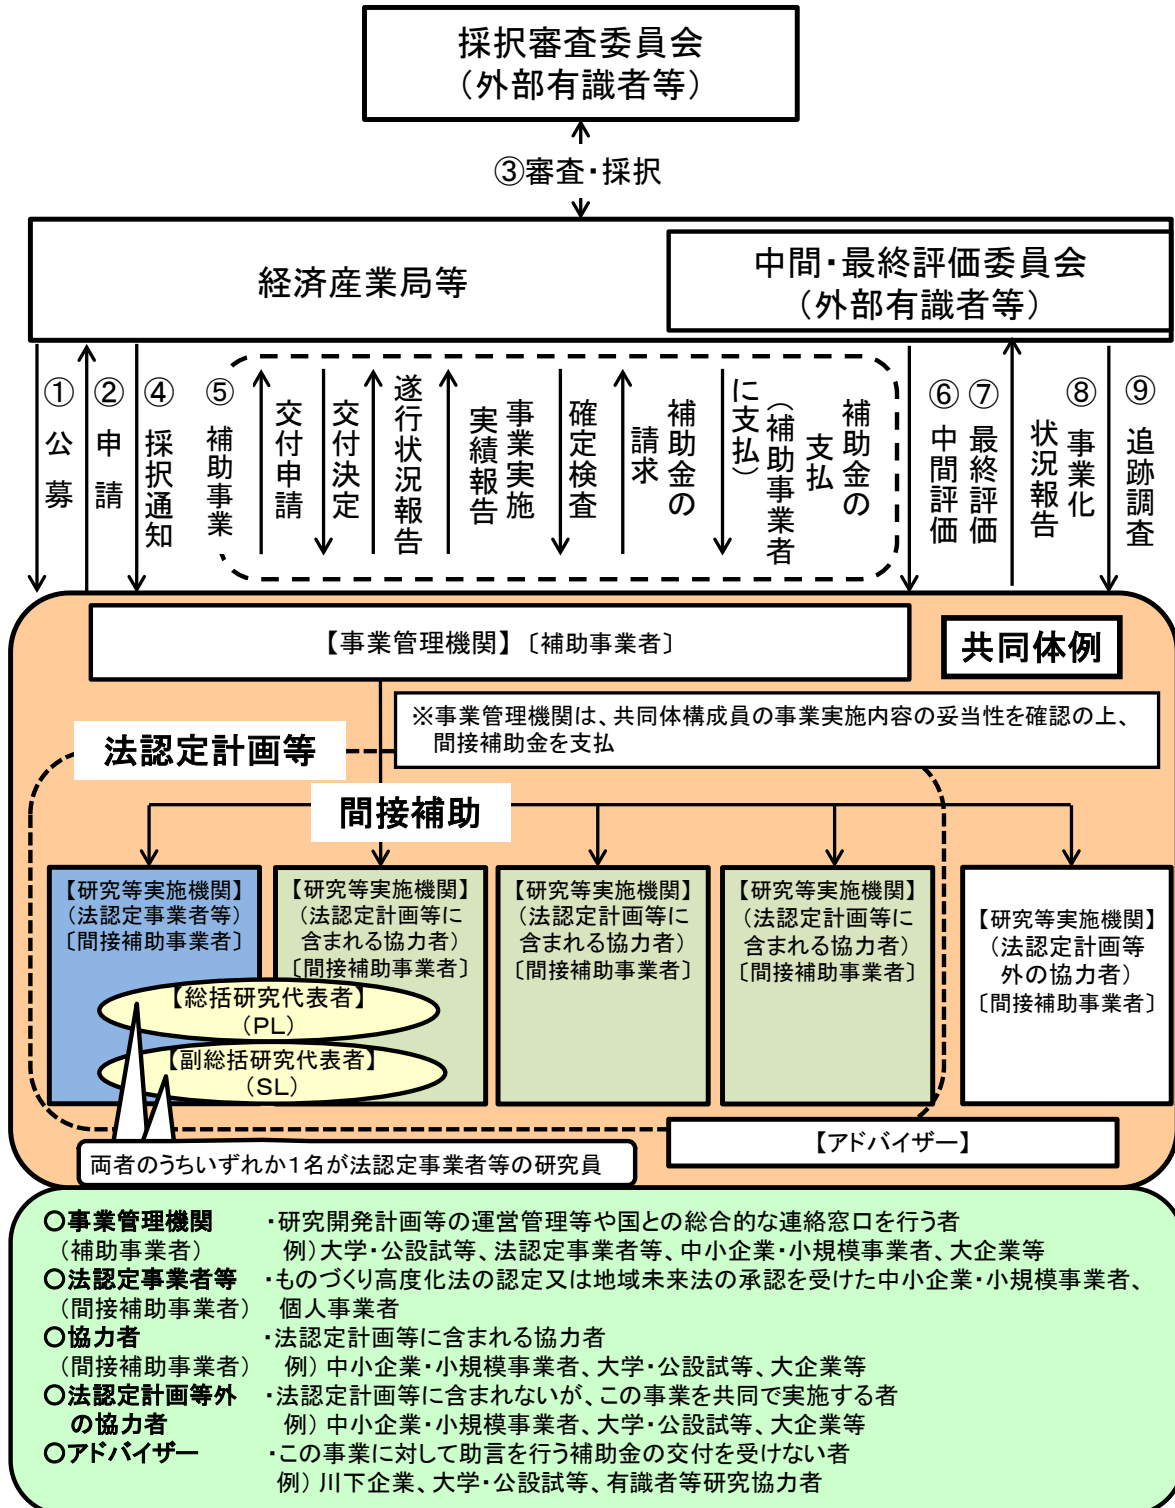 採択審査委員会
（外部有識者等）
③審査・採択
経済産業局等
中間・最終評価委員会
（外部有識者等）
①公募
②申請
④採択通知
⑤補助事業
交付申請
交付決定
遂行状況報告
事業実施
実績報告
確定検査
補助金の
請求
補助金の
支払
（補助事業者
に支払）
⑥中間評価
⑦最終評価
⑧事業化
状況報告
⑨追跡調査
【事業管理機関】〔補助事業者〕
共同体例
※事業管理機関は、共同体構成員の事業実施内容の妥当性を確認の上、
間接補助金を支払
法認定計画等
間接補助
【研究等実施機関】
（法認定事業者等）
〔間接補助事業者〕
【研究等実施機関】
（法認定計画等に
含まれる協力者）
〔間接補助事業者〕
【研究等実施機関】
（法認定計画等に
含まれる協力者）
〔間接補助事業者〕
【研究等実施機関】
（法認定計画等に
含まれる協力者）
〔間接補助事業者〕
【研究等実施機関】
（法認定計画等
外の協力者）
〔間接補助事業者〕
【総括研究代表者】
（PL）
【副総括研究代表者】
（SL）
【アドバイザー】
両者のうちいずれか１名が法認定事業者等の研究員
○事業管理機関　・研究開発計画等の運営管理等や国との総合的な連絡窓口を行う者
（補助事業者）　例）大学・公設試等、法認定事業者等、中小企業・小規模事業者、大企業等
○法認定事業者等　・ものづくり高度化法の認定又は地域未来法の承認を受けた中小企業・小規模事業者、
（間接補助事業者）　個人事業者
○協力者　・法認定計画等に含まれる協力者
（間接補助事業者）　例）中小企業・小規模事業者、大学・公設試等、大企業等
○法認定計画等外　・法認定計画等に含まれないが、この事業を共同で実施する者
の協力者　例）中小企業・小規模事業者、大学・公設試等、大企業等
○アドバイザー　・この事業に対して助言を行う補助金の交付を受けない者
例）川下企業、大学・公設試等、有識者等研究協力者